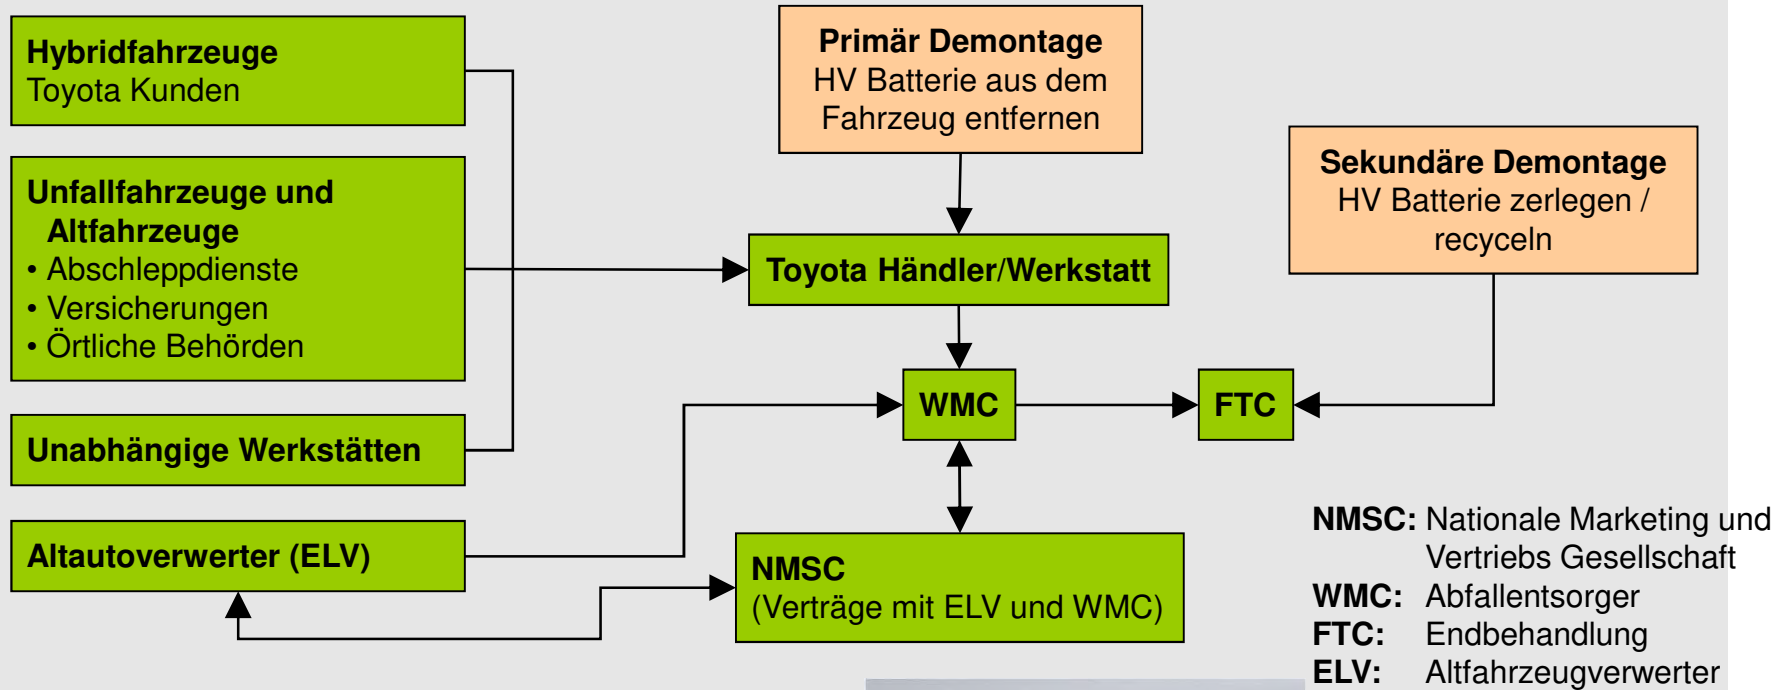 Hybridfahrzeuge
Toyota Kunden
Primär Demontage
HV Batterie aus dem
Fahrzeug entfernen
Sekundäre Demontage
HV Batterie zerlegen /
recyceln
Unfallfahrzeuge und
Altfahrzeuge
• Abschleppdienste
• Versicherungen
• Örtliche Behörden
Toyota Händler/Werkstatt
WMC
FTC
Unabhängige Werkstätten
Altautoverwerter (ELV)
NMSC
(Verträge mit ELV und WMC)
NMSC: Nationale Marketing und
Vertriebs Gesellschaft
WMC: Abfallentsorger
FTC: Endbehandlung
ELV: Altfahrzeugverwerter